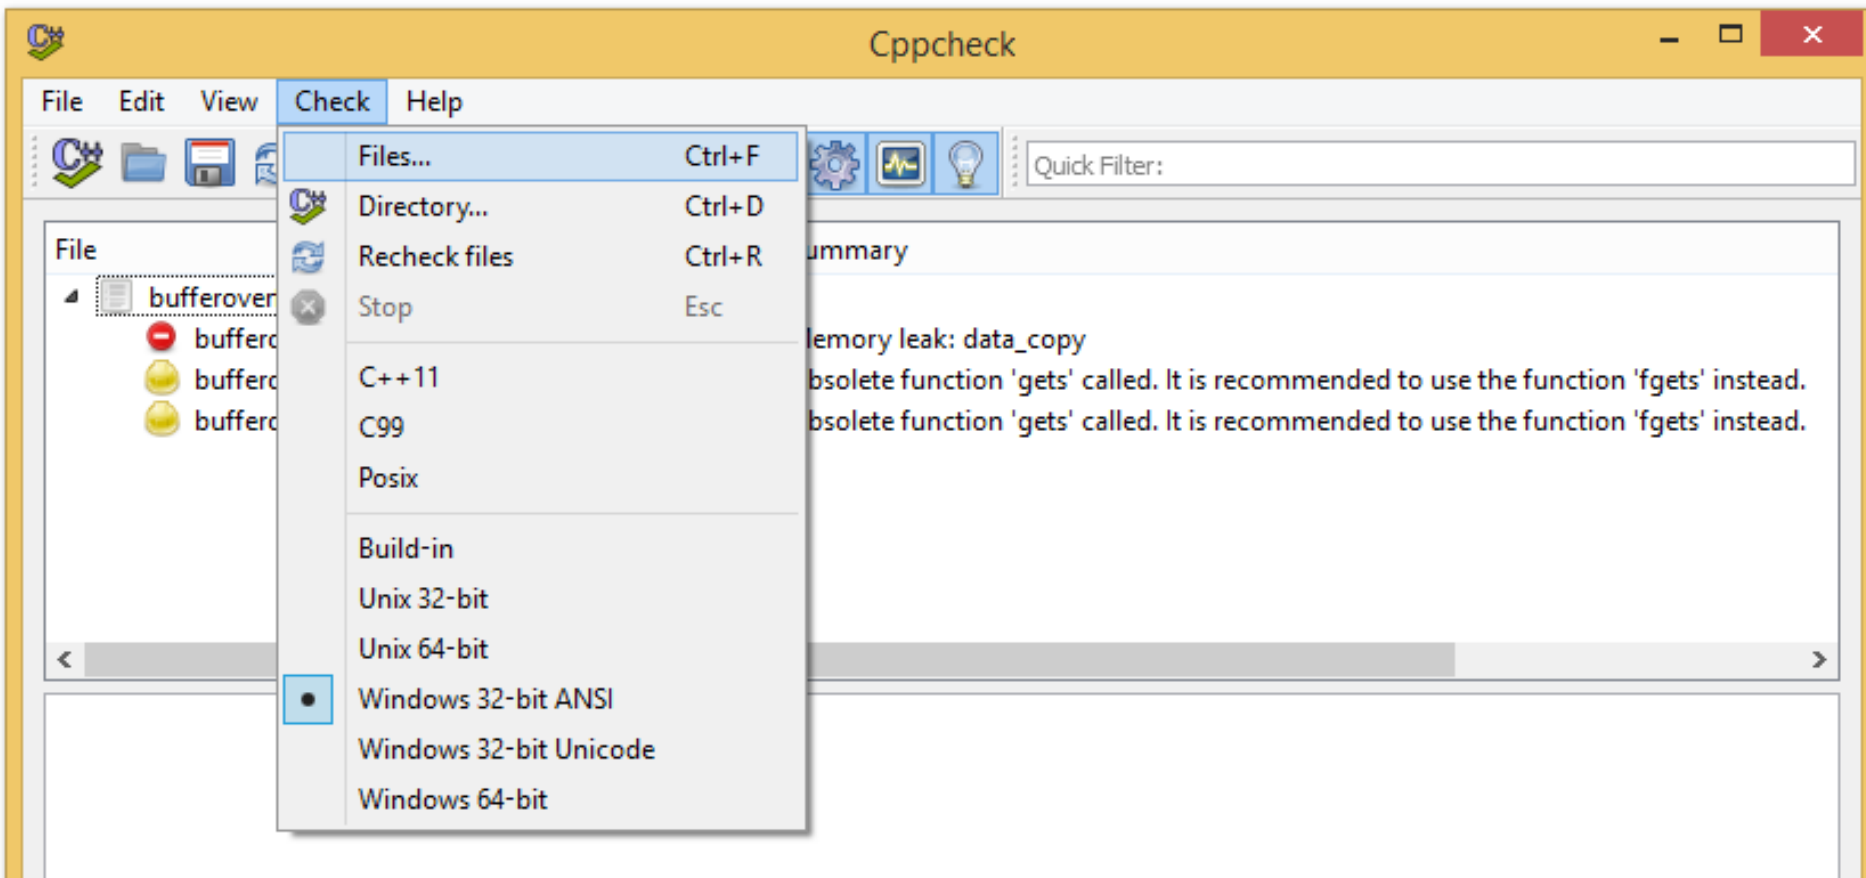 Cppcheck
File Edit View Check Help
Files... Ctrl+F
Quick Filter:
Directory... Ctrl+D
File
Recheck files Ctrl+R
ummary
bufferover
Stop Esc
buffero
emory leak: data_copy
buffero
C++11
bsolete function 'gets' called. It is recommended to use the function 'fgets' instead.
buffero
C99
bsolete function 'gets' called. It is recommended to use the function 'fgets' instead.
Posix
Build-in
Unix 32-bit
Unix 64-bit
Windows 32-bit ANSI
Windows 32-bit Unicode
Windows 64-bit